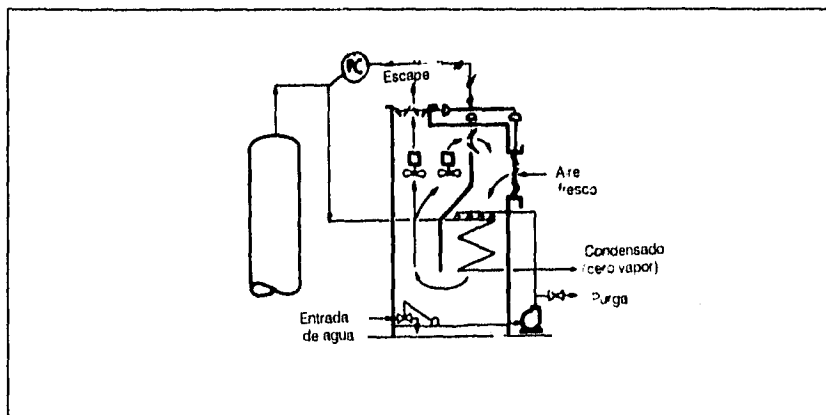 PC
Escape
Aire
fresco
Condensado
(cero vapor)
Purga
Entrada
de agua